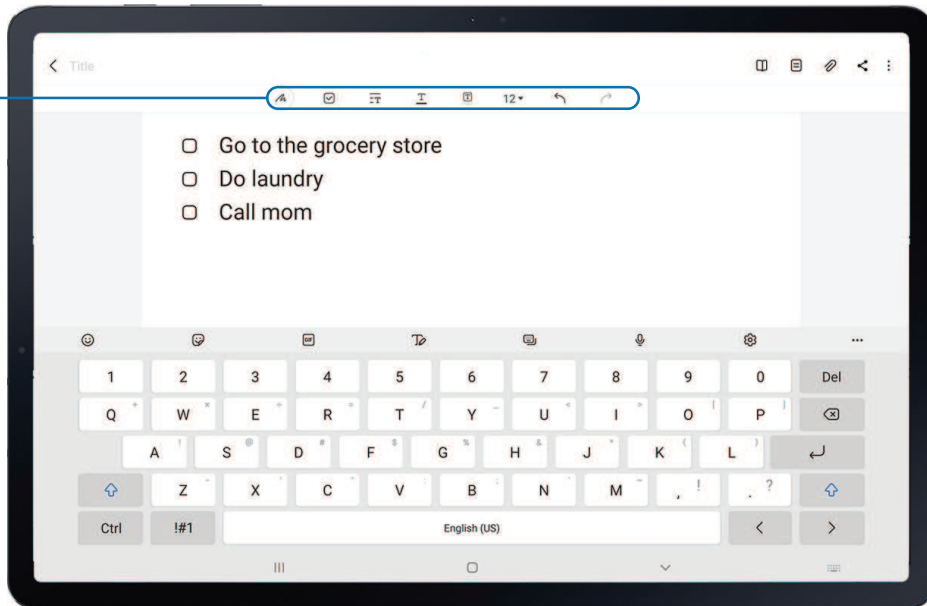 Title
12
Go to the grocery store
Do laundry
Call mom
GIF
1 2 3 4 5 6 7 8 9 0 Del
Q + W × E ÷ R = T / Y _ U < I > O [ P ]
A ! S @ D # F $ G % H & J * K ( L )
Z - X ' C " V : B ; N ` M ~ , ! . ?
Ctrl !#1 English (US) < >